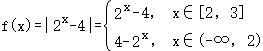 f(x)=|2^x-4|={2^x-4, x∈[2, 3]
4-2^x, x∈(-∞, 2)